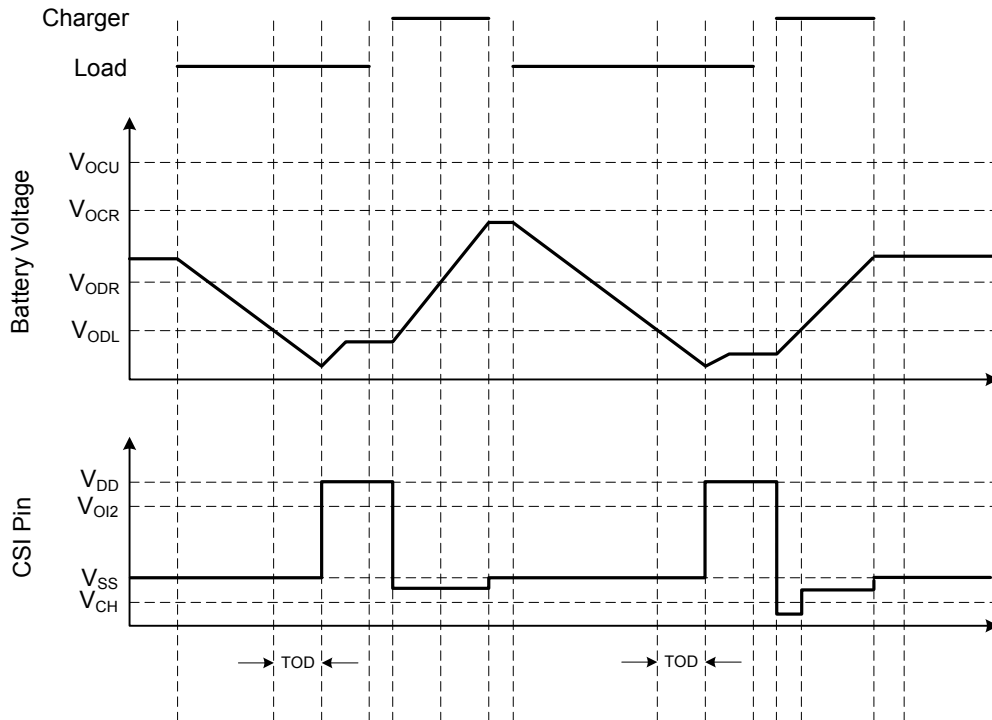 Charger
Load
Battery Voltage
VOCU
VOCR
VODR
VODL
CSI Pin
VDD
VOI2
VSS
VCH
TOD
TOD